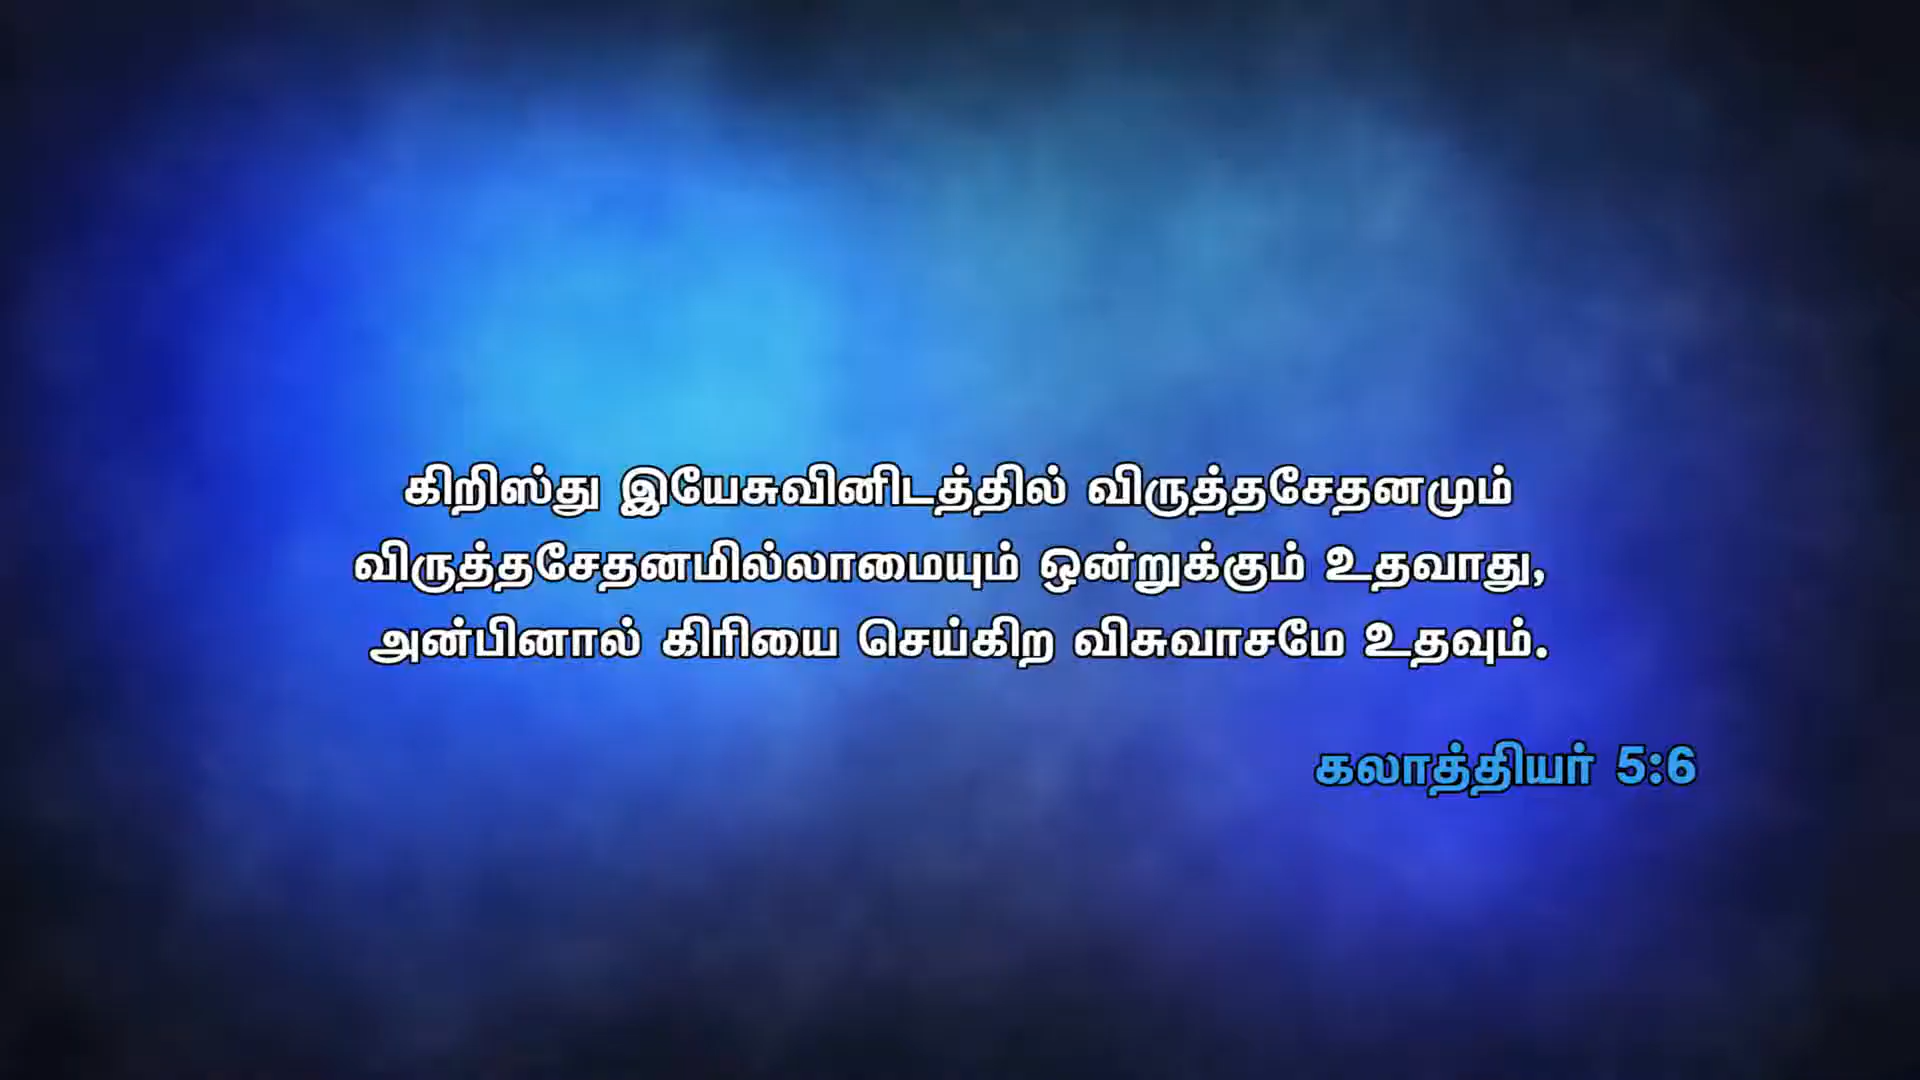 கிறிஸ்து இயேசுவினிடத்தில் விருத்தசேதனமும்
விருத்தசேதனமில்லாமையும் ஒன்றுக்கும் உதவாது,
அன்பினால் கிரியை செய்கிற விசுவாசமே உதவும்.
கலாத்தியர் 5:6